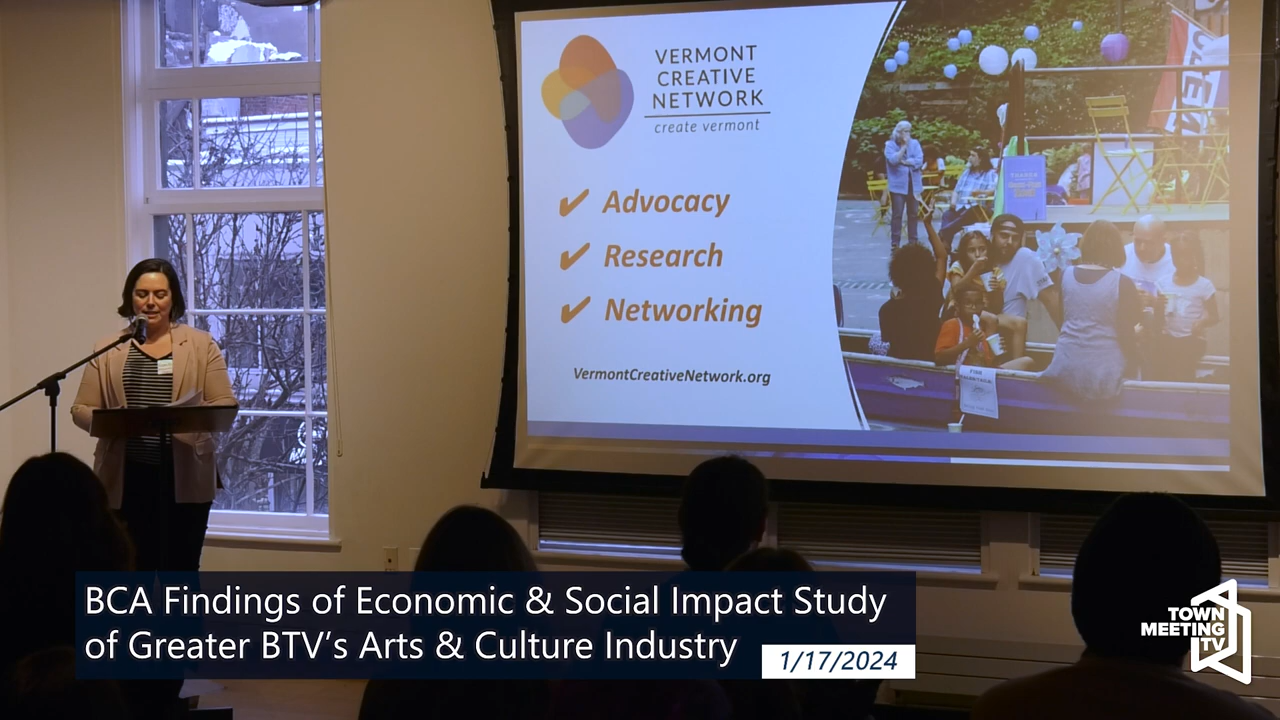 VERMONT
CREATIVE
NETWORK
create vermont
✔ Advocacy
✔ Research
✔ Networking
VermontCreativeNetwork.org
BCA Findings of Economic & Social Impact Study
of Greater BTV's Arts & Culture Industry
1/17/2024
TOWN
MEETING
TV